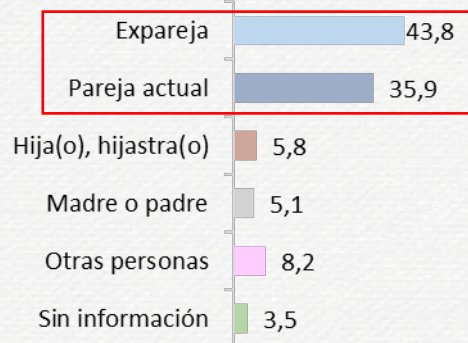 Expareja 43,8
Pareja actual 35,9
Hija(o), hijastra(o) 5,8
Madre o padre 5,1
Otras personas 8,2
Sin información 3,5